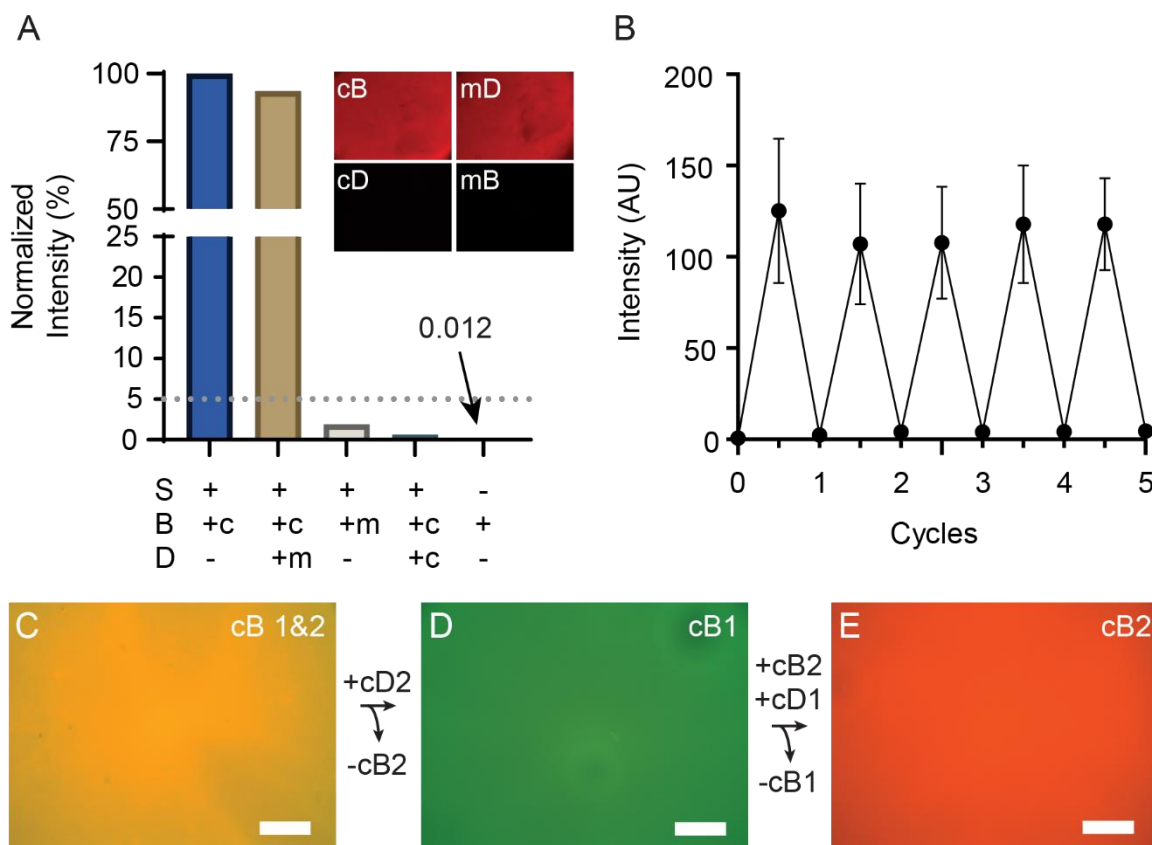 A
Normalized
Intensity (%)
100
75
50
25
20
15
10
5
0
cB
mD
cD
mB
0.012
S + + + + -
B +c +c +m +c +
D - +m - +c -
B
Intensity (AU)
200
150
100
50
0
0 1 2 3 4 5
Cycles
C
cB 1&2
+cD2
-cB2
D
cB1
+cB2
+cD1
-cB1
E
cB2